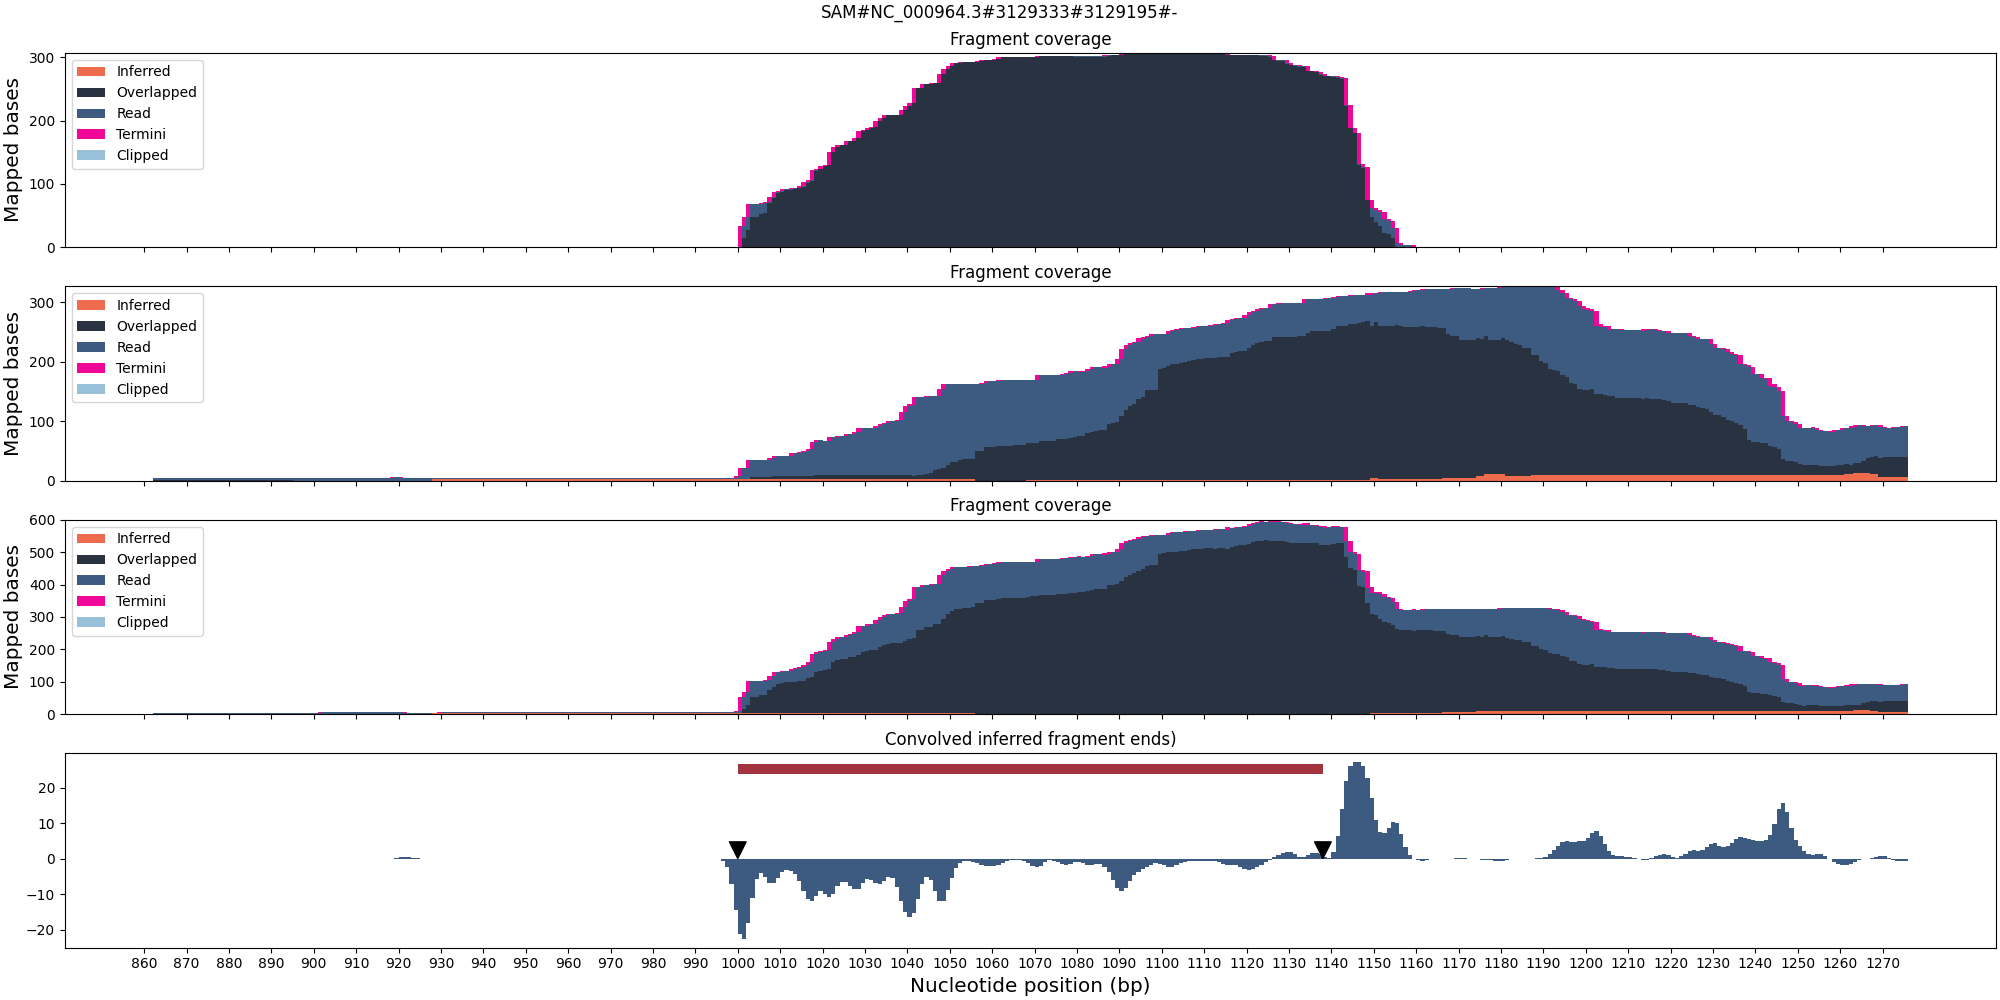 SAM#NC_000964.3#3129333#3129195#-
Fragment coverage
Mapped bases
300
200
100
0
Inferred
Overlapped
Read
Termini
Clipped
Fragment coverage
Mapped bases
300
200
100
0
Inferred
Overlapped
Read
Termini
Clipped
Fragment coverage
Mapped bases
600
500
400
300
200
100
0
Inferred
Overlapped
Read
Termini
Clipped
Convolved inferred fragment ends)
20
10
0
−10
−20
860 870 880 890 900 910 920 930 940 950 960 970 980 990 1000 1010 1020 1030 1040 1050 1060 1070 1080 1090 1100 1110 1120 1130 1140 1150 1160 1170 1180 1190 1200 1210 1220 1230 1240 1250 1260 1270
Nucleotide position (bp)